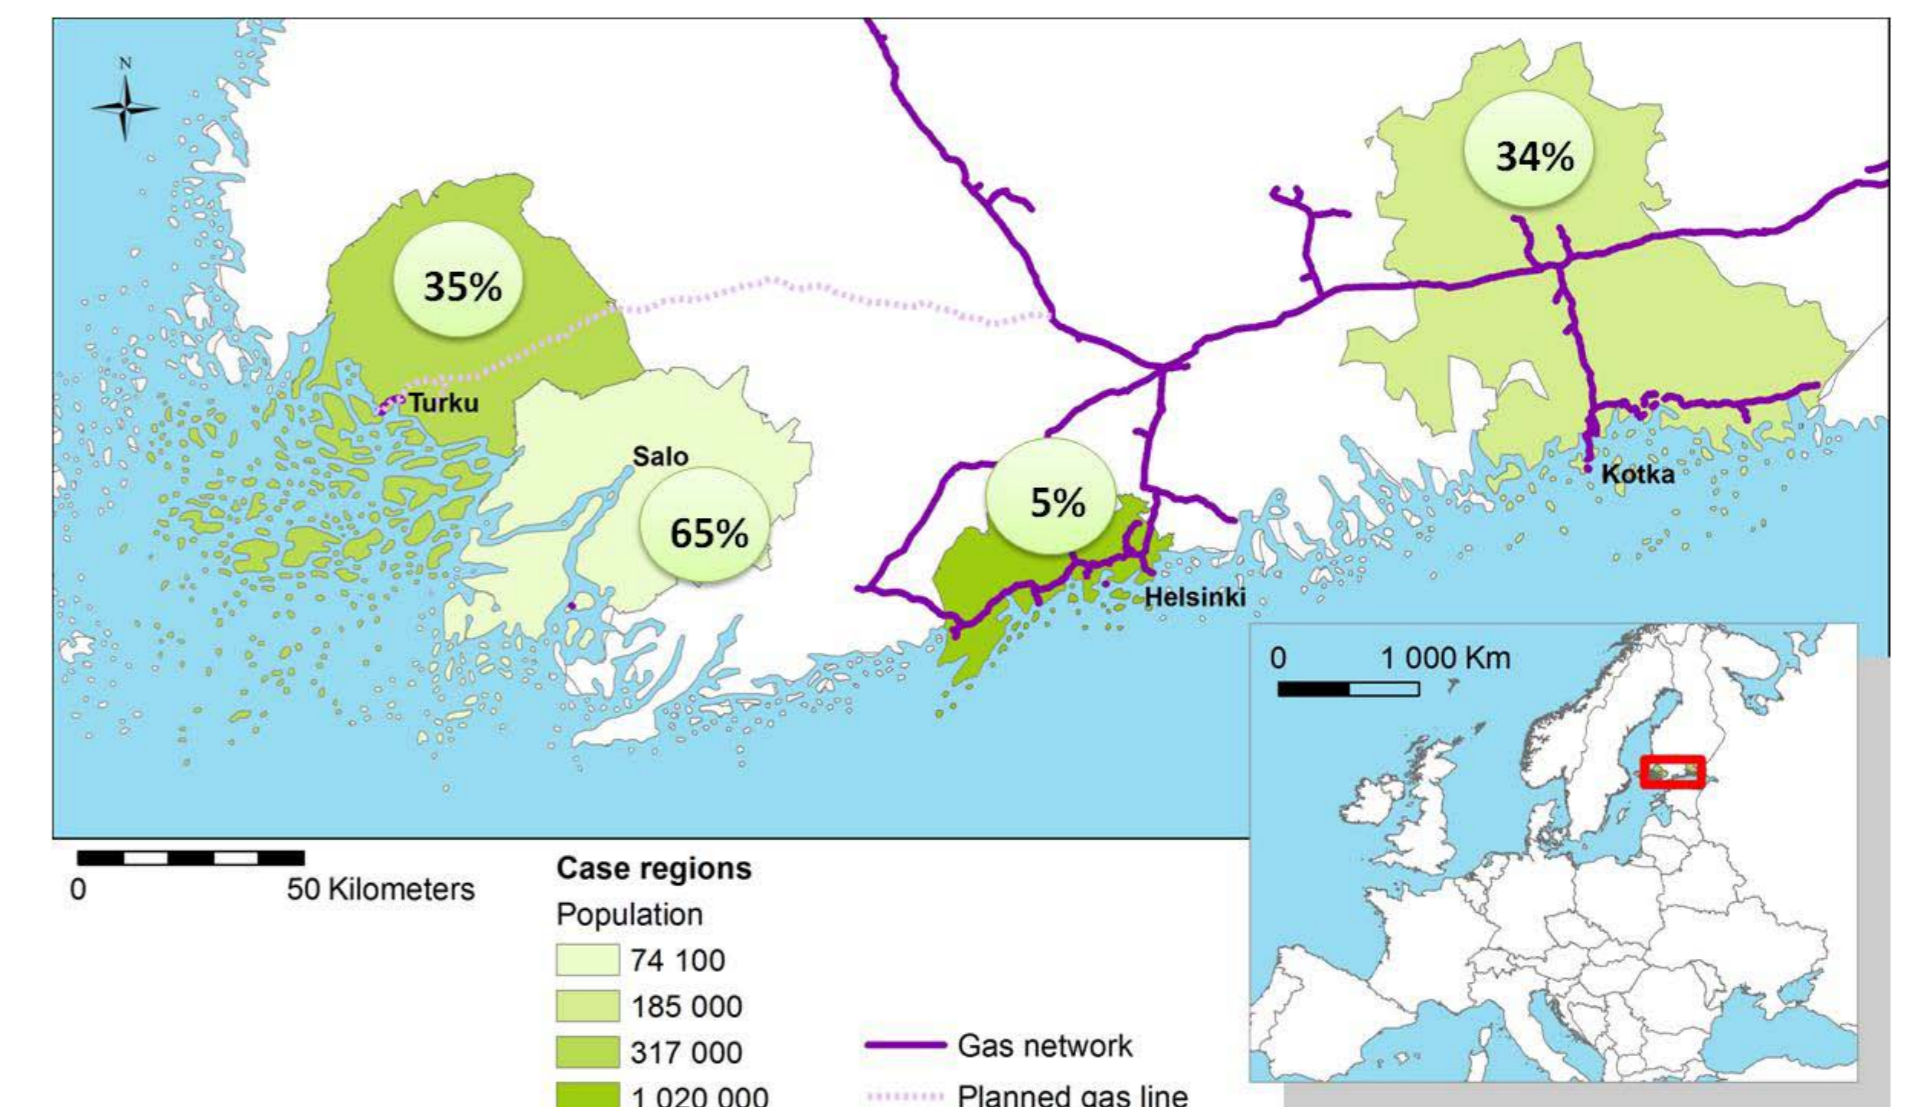 N
34%
35%
Turku
Salo
65%
5%
Kotka
Helsinki
0 1 000 Km
0 50 Kilometers
Case regions
Population
74 100
185 000
317 000
1 020 000
Gas network
Planned gas line